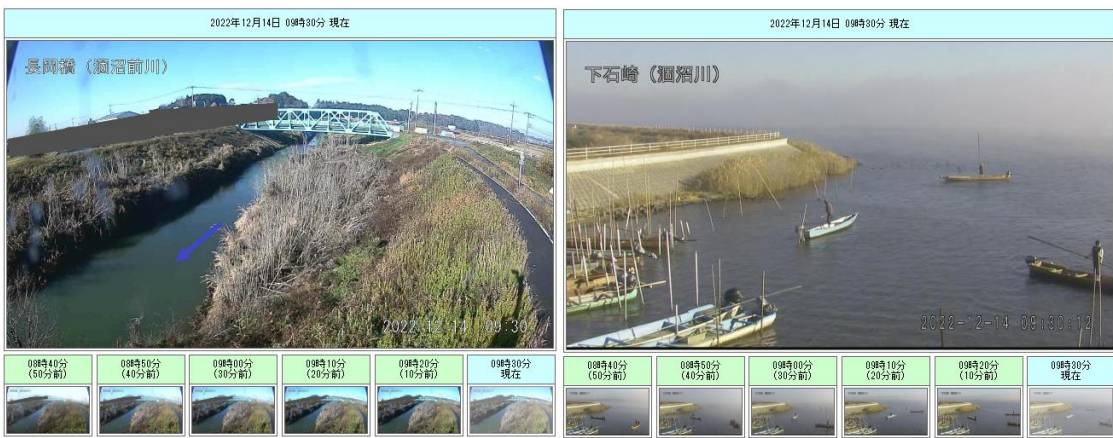 2022年12月14日 09時30分 現在
長岡橋（涸沼前川）
2022.12.14 09:30
08時40分
(50分前)
08時50分
(40分前)
09時00分
(30分前)
09時10分
(20分前)
09時20分
(10分前)
09時30分
現在
2022年12月14日 09時30分 現在
下石崎（涸沼川）
2022-12-14 09:30:12
08時40分
(50分前)
08時50分
(40分前)
09時00分
(30分前)
09時10分
(20分前)
09時20分
(10分前)
09時30分
現在